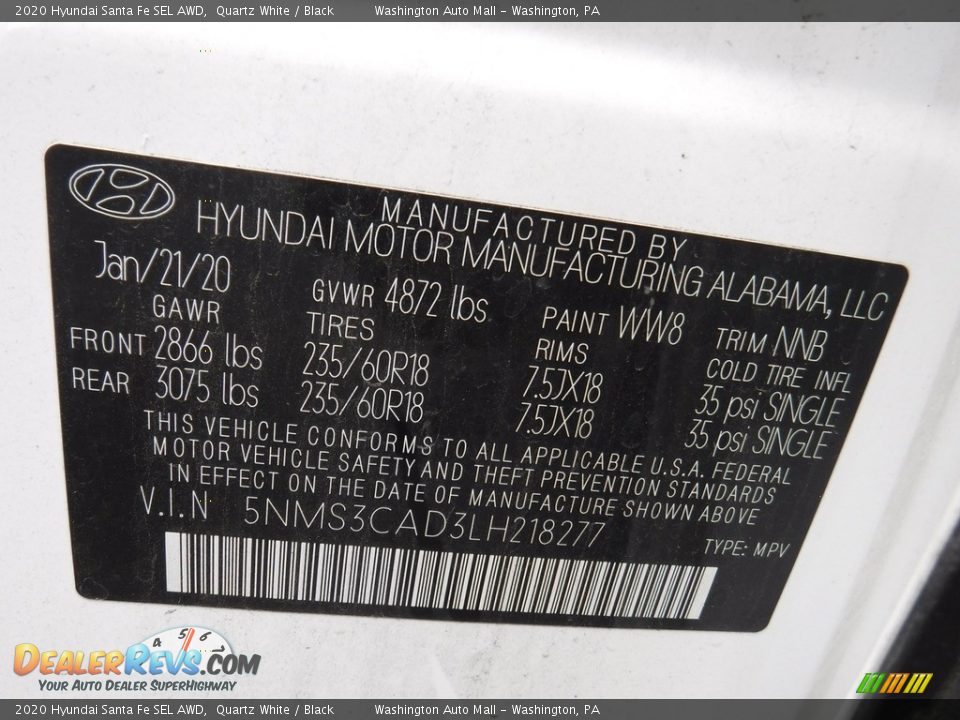 2020 Hyundai Santa Fe SEL AWD, Quartz White / Black Washington Auto Mall - Washington, PA
MANUFACTURED BY
HYUNDAI MOTOR MANUFACTURING ALABAMA, LLC
Jan/21/20 GVWR 4872 lbs PAINT WW8 TRIM NNB
GAWR TIRES RIMS COLD TIRE INFL
FRONT 2866 lbs 235/60R18 7.5JX18 35 psi SINGLE
REAR 3075 lbs 235/60R18 7.5JX18 35 psi SINGLE
THIS VEHICLE CONFORMS TO ALL APPLICABLE U.S.A. FEDERAL
MOTOR VEHICLE SAFETY AND THEFT PREVENTION STANDARDS
IN EFFECT ON THE DATE OF MANUFACTURE SHOWN ABOVE
V.I.N 5NMS3CAD3LH218277
TYPE: MPV
4 5 6
DEALERREVS.COM
YOUR AUTO DEALER SUPERHIGHWAY
2020 Hyundai Santa Fe SEL AWD, Quartz White / Black Washington Auto Mall - Washington, PA